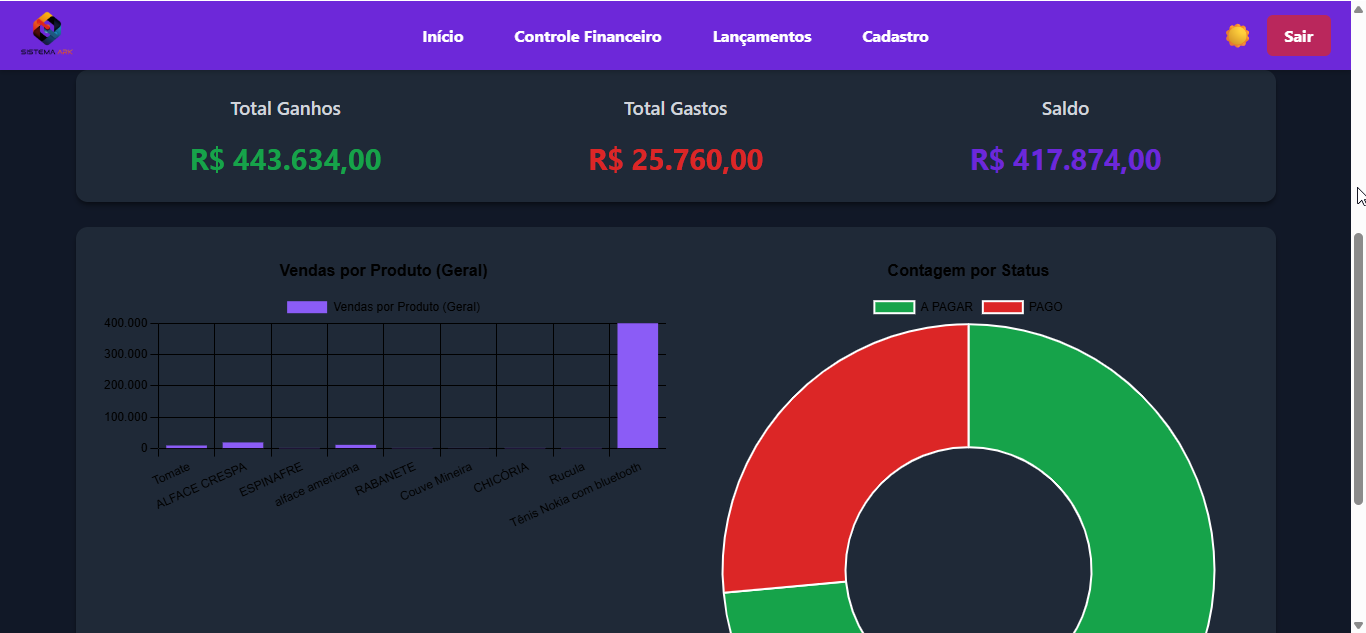 SISTEMA ARK
Início
Controle Financeiro
Lançamentos
Cadastro
Sair
Total Ganhos
Total Gastos
Saldo
R$ 443.634,00
R$ 25.760,00
R$ 417.874,00
Vendas por Produto (Geral)
Vendas por Produto (Geral)
400.000
300.000
200.000
100.000
0
Tomate
ALFACE CRESPA
ESPINAFRE
alface americana
RABANETE
Couve Mineira
CHICÓRIA
Rucula
Tênis Nokia com bluetooth
Contagem por Status
A PAGAR
PAGO